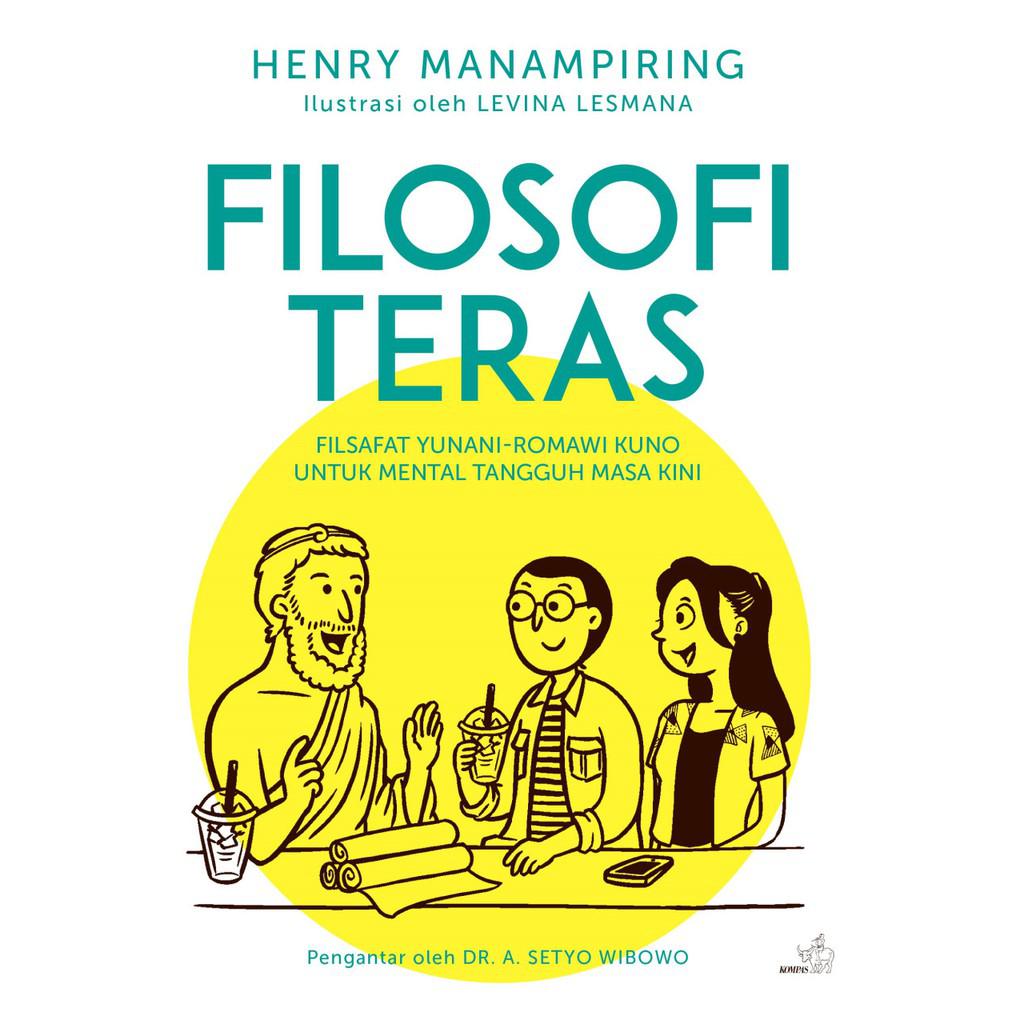 HENRY MANAMPIRING
Ilustrasi oleh LEVINA LESMANA
FILOSOFI
TERAS
FILSAFAT YUNANI-ROMAWI KUNO
UNTUK MENTAL TANGGUH MASA KINI
Pengantar oleh DR. A. SETYO WIBOWO
KOMPAS